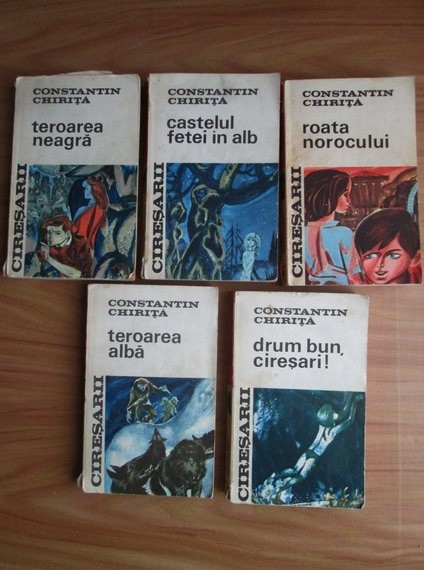 CONSTANTIN
CHIRIȚĂ
teroarea
neagră
CIREȘARII
CONSTANTIN
CHIRIȚĂ
castelul
fetei in alb
CIREȘARII
CONSTANTIN
CHIRIȚĂ
roata
norocului
CIREȘARII
CONSTANTIN
CHIRIȚĂ
teroarea
albă
CIREȘARII
CONSTANTIN
CHIRIȚĂ
drum bun,
cireșari!
CIREȘARII